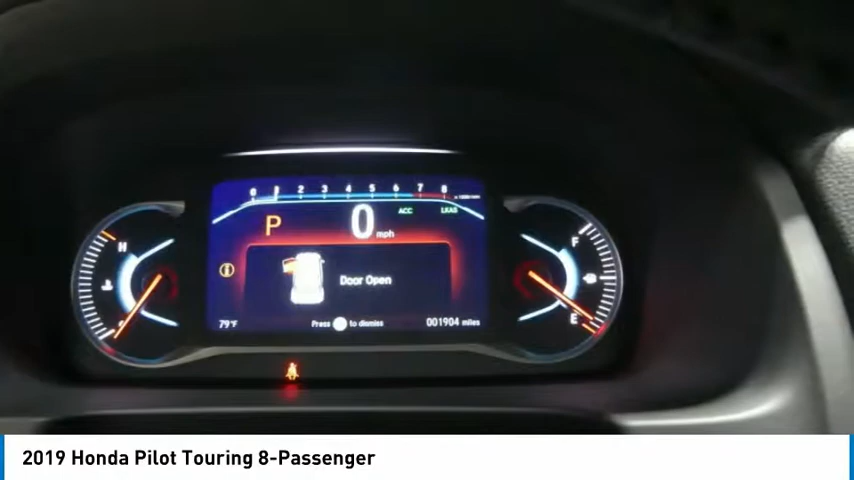 0 1 2 3 4 5 6 7 8
P 0 mph ACC LKAS
H F
Door Open
E
79°F Press to dismiss 001904 miles
2019 Honda Pilot Touring 8-Passenger